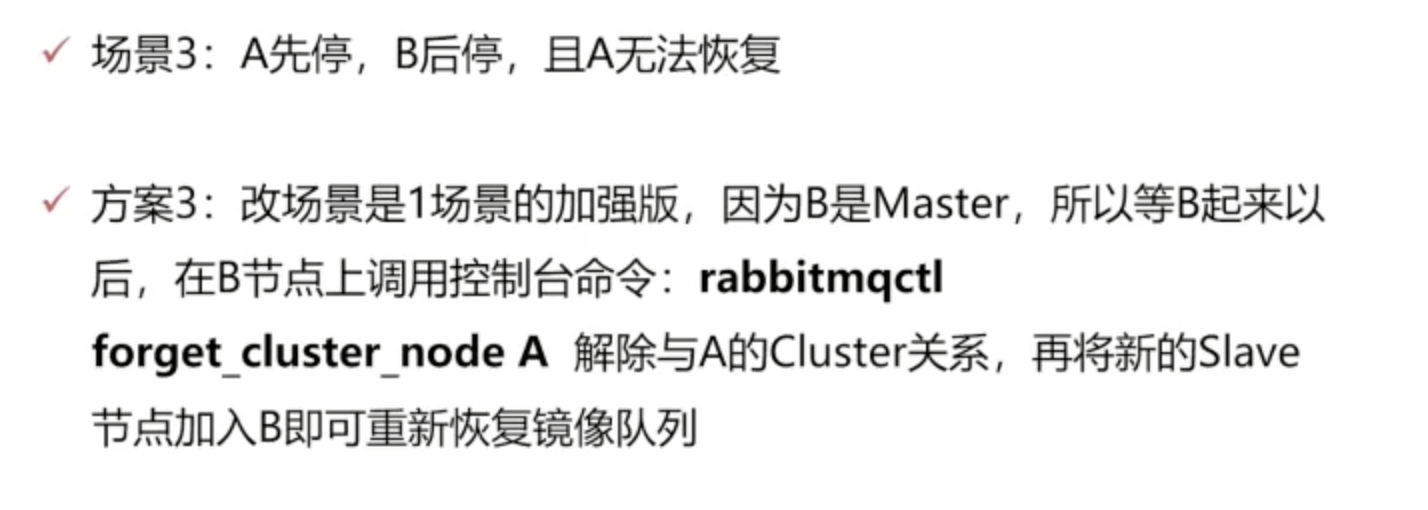 ✓ 场景3：A先停，B后停，且A无法恢复
✓ 方案3：改场景是1场景的加强版，因为B是Master，所以等B起来以
后，在B节点上调用控制台命令：rabbitmqctl
forget_cluster_node A 解除与A的Cluster关系，再将新的Slave
节点加入B即可重新恢复镜像队列